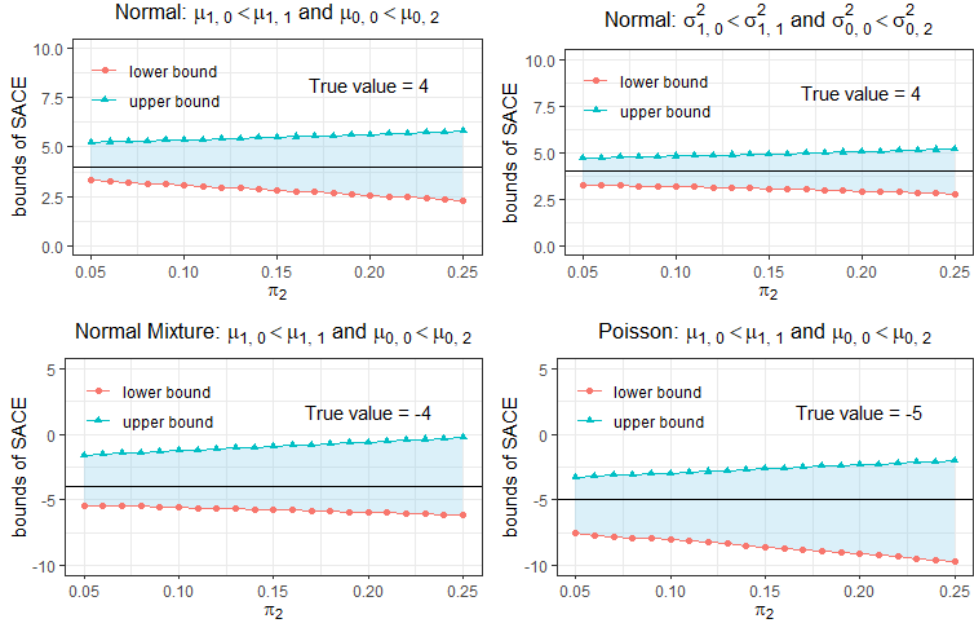 Normal: μ1, 0 < μ1, 1 and μ0, 0 < μ0, 2
10.0
7.5
5.0
2.5
0.0
bounds of SACE
lower bound
upper bound
True value = 4
0.05 0.10 0.15 0.20 0.25
π2
Normal: σ²1, 0 < σ²1, 1 and σ²0, 0 < σ²0, 2
10.0
7.5
5.0
2.5
0.0
bounds of SACE
lower bound
upper bound
True value = 4
0.05 0.10 0.15 0.20 0.25
π2
Normal Mixture: μ1, 0 < μ1, 1 and μ0, 0 < μ0, 2
5
0
-5
-10
bounds of SACE
lower bound
upper bound
True value = -4
0.05 0.10 0.15 0.20 0.25
π2
Poisson: μ1, 0 < μ1, 1 and μ0, 0 < μ0, 2
5
0
-5
-10
bounds of SACE
lower bound
upper bound
True value = -5
0.05 0.10 0.15 0.20 0.25
π2